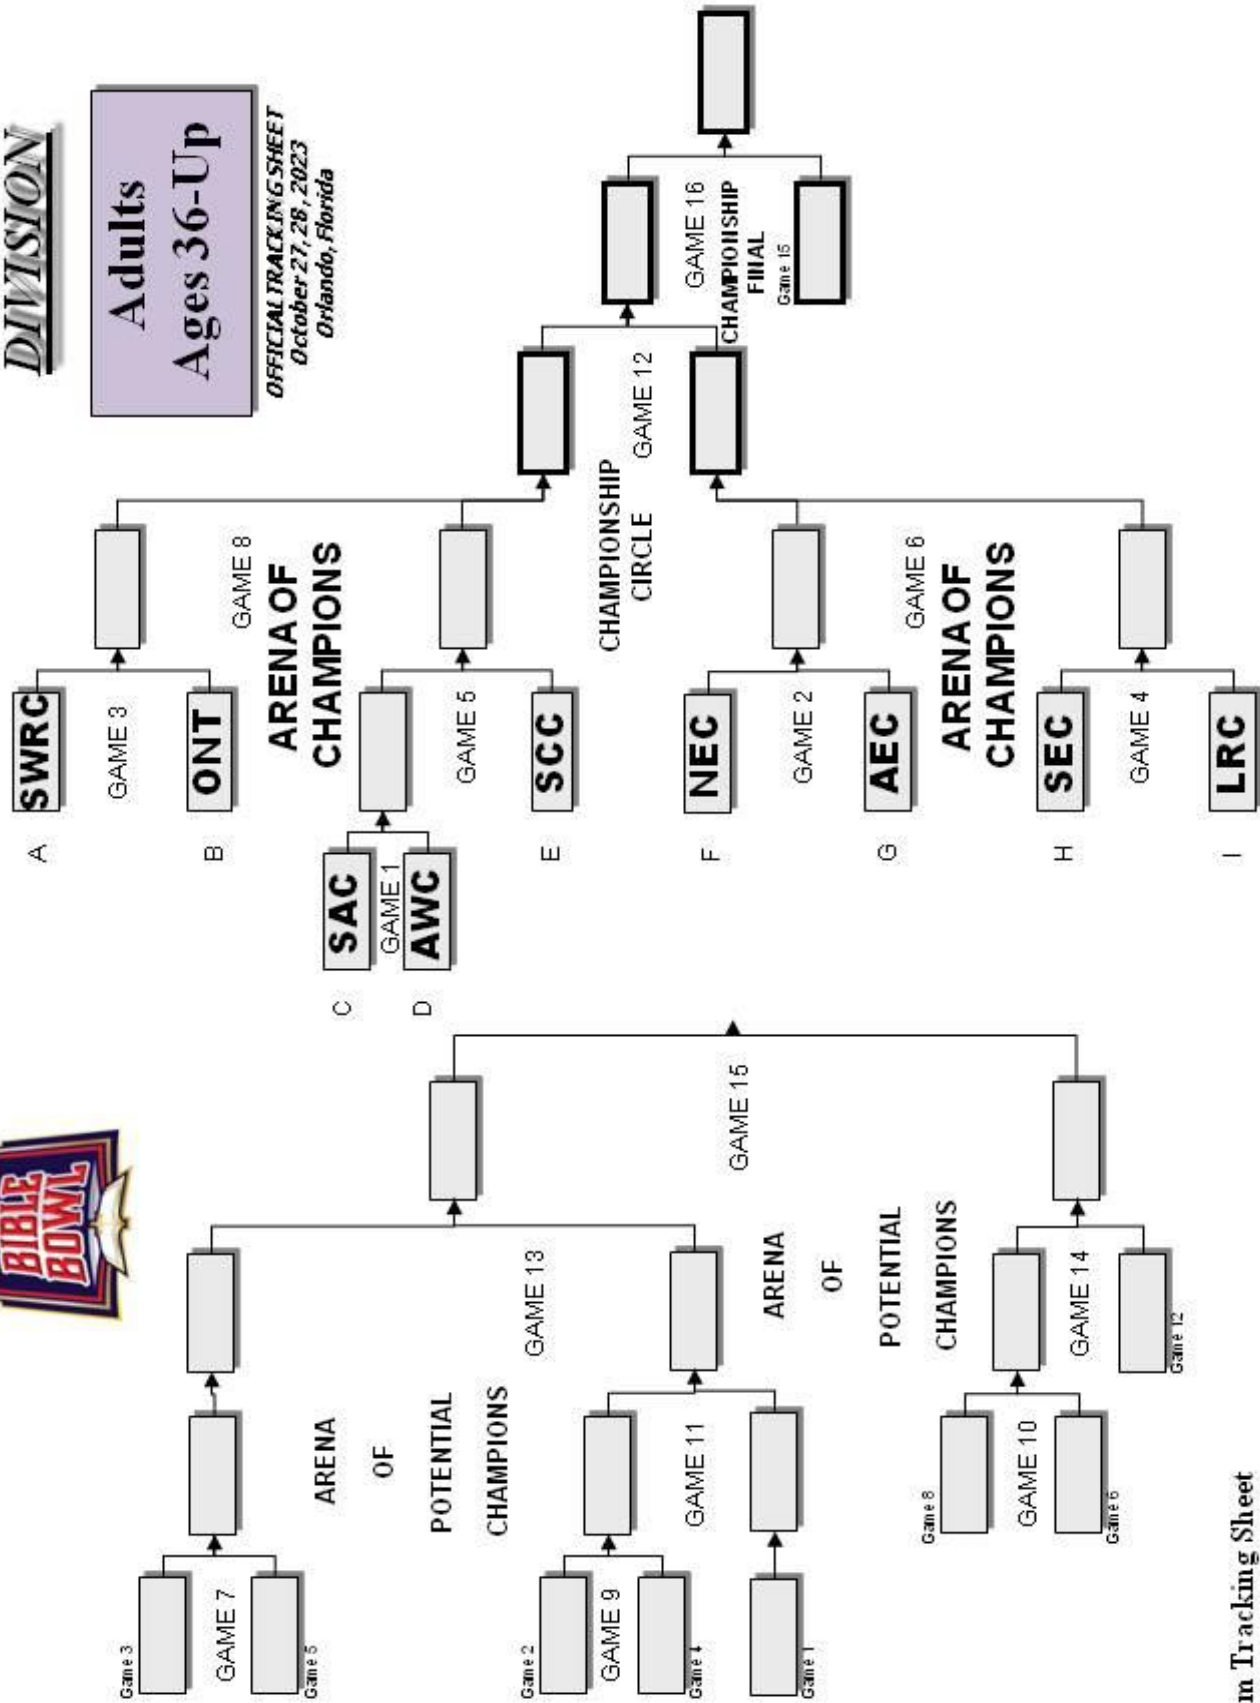 BIBLE
BOWL
DIVISION
Adults
Ages 36-Up
OFFICIAL TRACKING SHEET
October 27, 28, 2023
Orlando, Florida
A
SWRC
GAME 3
B
ONT
GAME 8
ARENA OF
CHAMPIONS
C
SAC
GAME 1
D
AWC
GAME 5
E
SCC
CHAMPIONSHIP
CIRCLE
GAME 12
F
NEC
GAME 2
G
AEC
GAME 6
ARENA OF
CHAMPIONS
H
SEC
GAME 4
I
LRC
GAME 16
CHAMPIONSHIP
FINAL
Game 15
Game 3
GAME 7
Game 5
ARENA
OF
POTENTIAL
CHAMPIONS
GAME 13
Game 2
GAME 9
Game 4
GAME 11
Game 1
GAME 15
ARENA
OF
POTENTIAL
CHAMPIONS
Game 8
GAME 10
Game 6
GAME 14
Game 12
Tracking Sheet